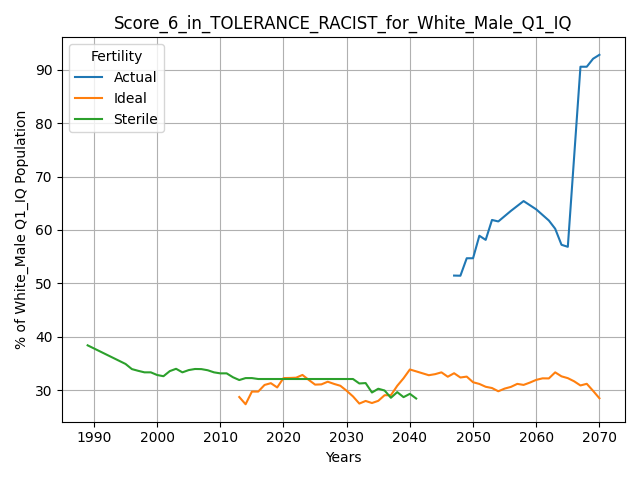 Score_6_in_TOLERANCE_RACIST_for_White_Male_Q1_IQ
Fertility
Actual
Ideal
Sterile
% of White_Male Q1_IQ Population
90
80
70
60
50
40
30
1990 2000 2010 2020 2030 2040 2050 2060 2070
Years